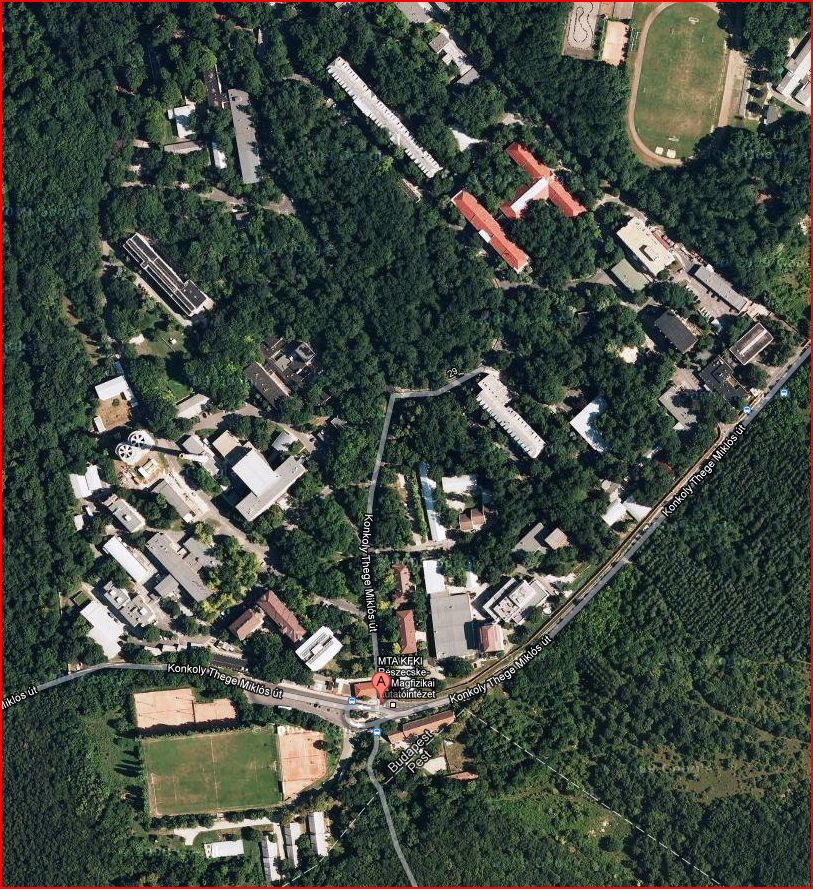 29
Konkoly Thege Miklós út
Konkoly Thege Miklós út
MTA KFKI
Részecske-
Magfizikai
Kutatóintézet
A
Konkoly Thege Miklós út
Konkoly Thege Miklós út
Miklós út
Budapest
Pest